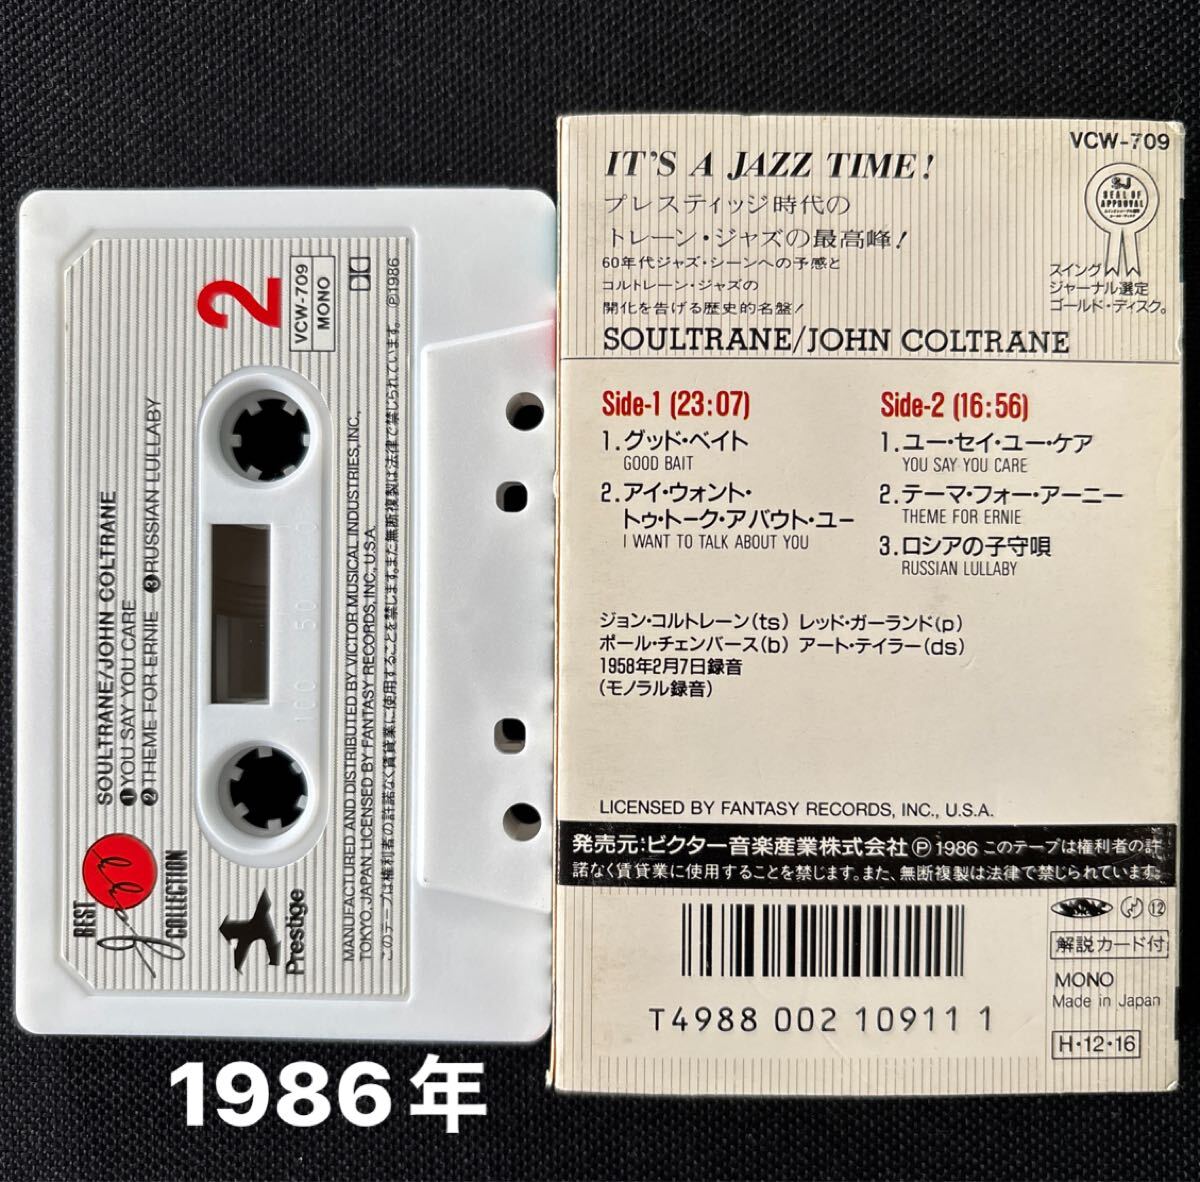 2
VCW-709
MONO
℗1986
SOULTRANE/JOHN COLTRANE
❶YOU SAY YOU CARE
❷THEME FOR ERNIE ❸RUSSIAN LULLABY
100 50 0
BEST
COLLECTION
Prestige
MANUFACTURED AND DISTRIBUTED BY VICTOR MUSICAL INDUSTRIES, INC.,
TOKYO, JAPAN. LICENSED BY FANTASY RECORDS, INC., U.S.A.
このテープは権利者の許諾なく賃貸業に使用することを禁じます。また無断複製は法律で禁じられています。
VCW-709
IT'S A JAZZ TIME!
プレスティッジ時代の
トレーン・ジャズの最高峰!
60年代ジャズ・シーンへの予感と
コルトレーン・ジャズの
開化を告げる歴史的名盤!
SJ
SEAL OF
APPROVAL
スイング
ジャーナル選定
ゴールド・ディスク。
SOULTRANE/JOHN COLTRANE
Side-1 (23:07)
1.グッド・ベイト
GOOD BAIT
2.アイ・ウォント・
トゥ・トーク・アバウト・ユー
I WANT TO TALK ABOUT YOU
Side-2 (16:56)
1.ユー・セイ・ユー・ケア
YOU SAY YOU CARE
2.テーマ・フォー・アーニー
THEME FOR ERNIE
3.ロシアの子守唄
RUSSIAN LULLABY
ジョン・コルトレーン(ts) レッド・ガーランド(p)
ポール・チェンバース(b) アート・テイラー(ds)
1958年2月7日録音
(モノラル録音)
LICENSED BY FANTASY RECORDS, INC., U.S.A.
発売元:ビクター音楽産業株式会社 ℗ 1986 このテープは権利者の許
諾なく賃貸業に使用することを禁じます。また、無断複製は法律で禁じられています。
⑫
解説カード付
MONO
Made in Japan
H・12・16
T4988 002 10911 1
1986年